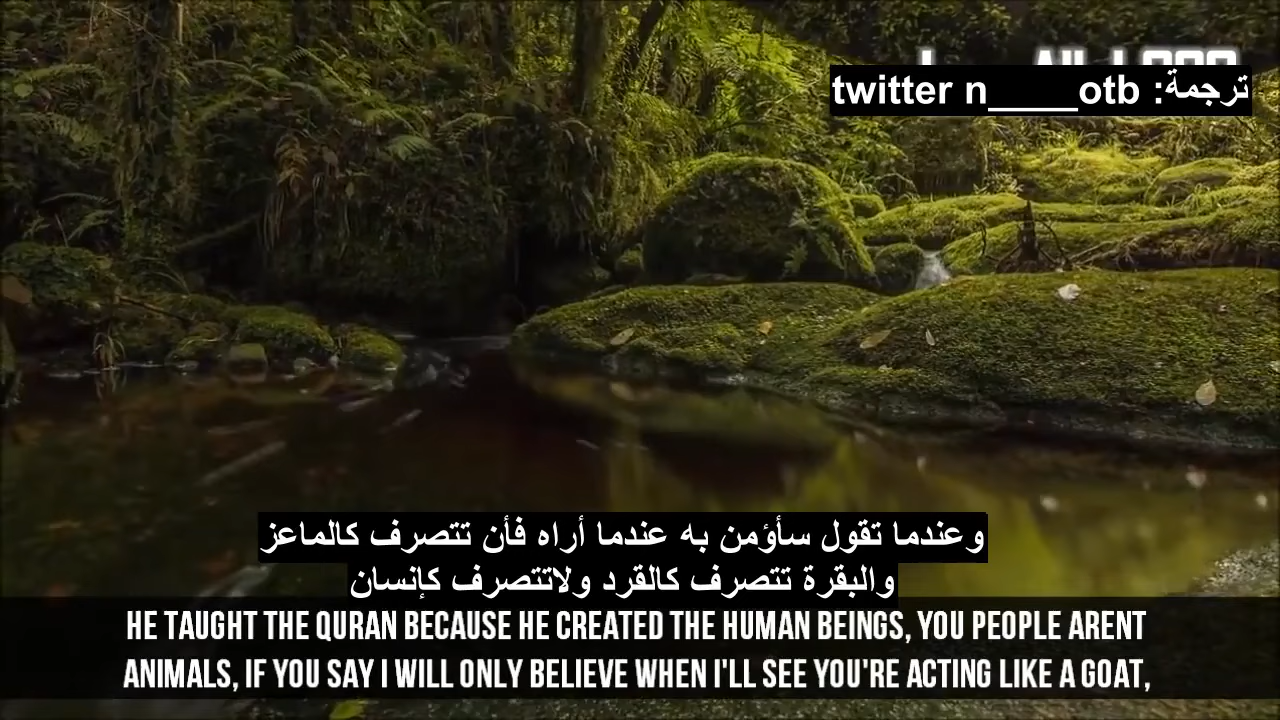 ترجمة: twitter n____otb
وعندما تقول سأؤمن به عندما أراه فأن تتصرف كالماعز
والبقرة تتصرف كالقرد ولاتتصرف كإنسان
HE TAUGHT THE QURAN BECAUSE HE CREATED THE HUMAN BEINGS, YOU PEOPLE ARENT
ANIMALS, IF YOU SAY I WILL ONLY BELIEVE WHEN I'LL SEE YOU'RE ACTING LIKE A GOAT,